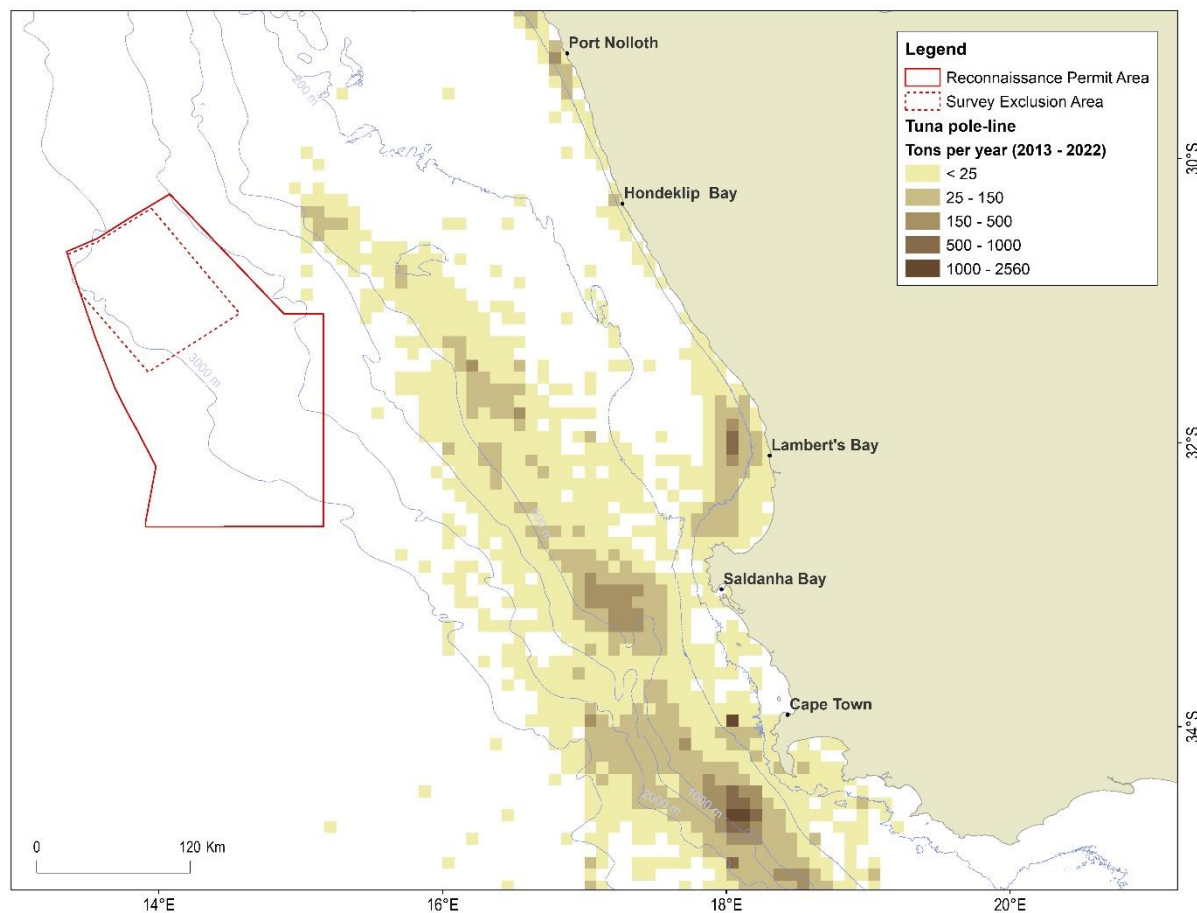 Port Nolloth
200 m
Legend
Reconnaissance Permit Area
Survey Exclusion Area
Tuna pole-line
Tons per year (2013 - 2022)
< 25
25 - 150
150 - 500
500 - 1000
1000 - 2560
30°S
Hondeklip Bay
3000 m
Lambert's Bay
32°S
Saldanha Bay
Cape Town
34°S
1000 m
2000 m
0 120 Km
14°E 16°E 18°E 20°E